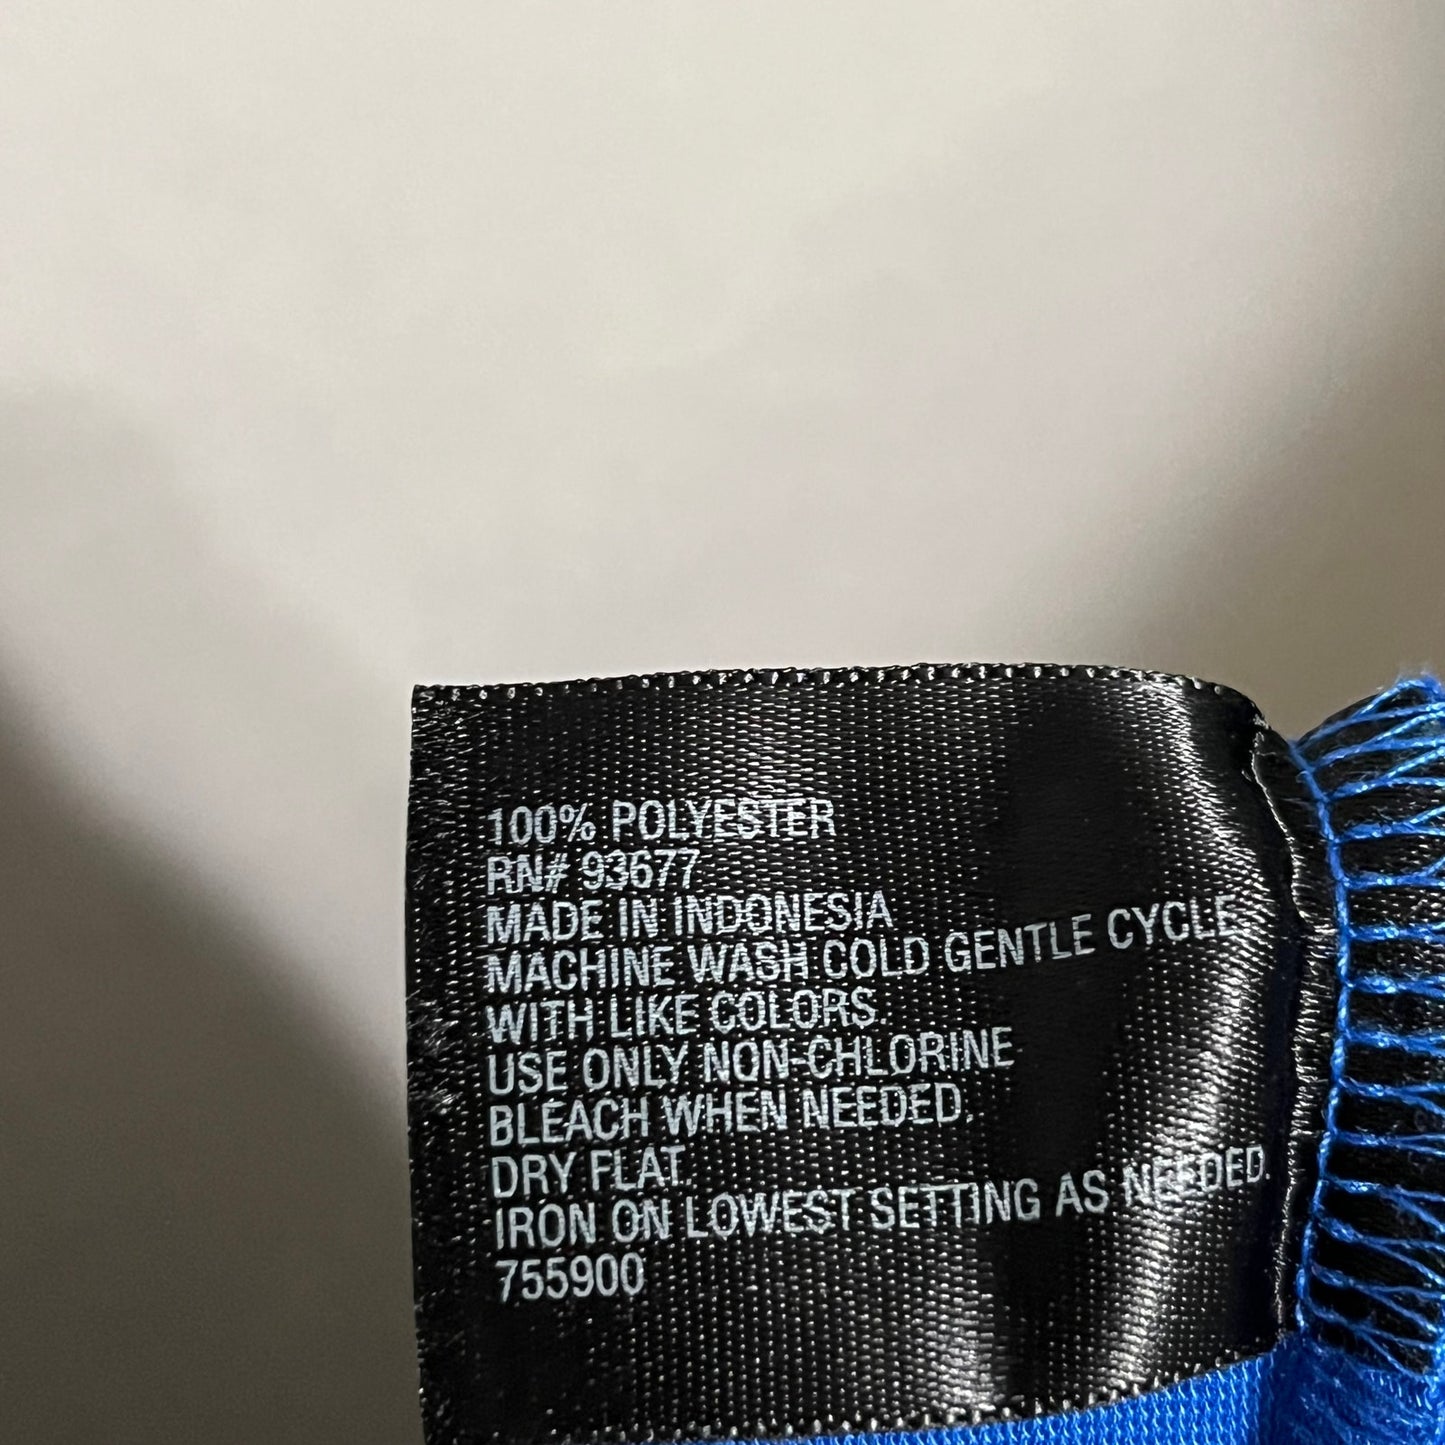 100% POLYESTER
RN# 93677
MADE IN INDONESIA
MACHINE WASH COLD GENTLE CYCLE
WITH LIKE COLORS.
USE ONLY NON-CHLORINE
BLEACH WHEN NEEDED.
DRY FLAT.
IRON ON LOWEST SETTING AS NEEDED.
755900